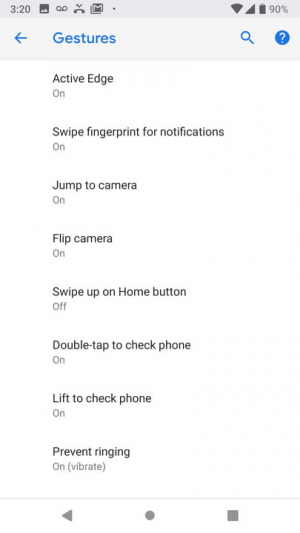 3:20 90%
Gestures
Active Edge
On
Swipe fingerprint for notifications
On
Jump to camera
On
Flip camera
On
Swipe up on Home button
Off
Double-tap to check phone
On
Lift to check phone
On
Prevent ringing
On (vibrate)